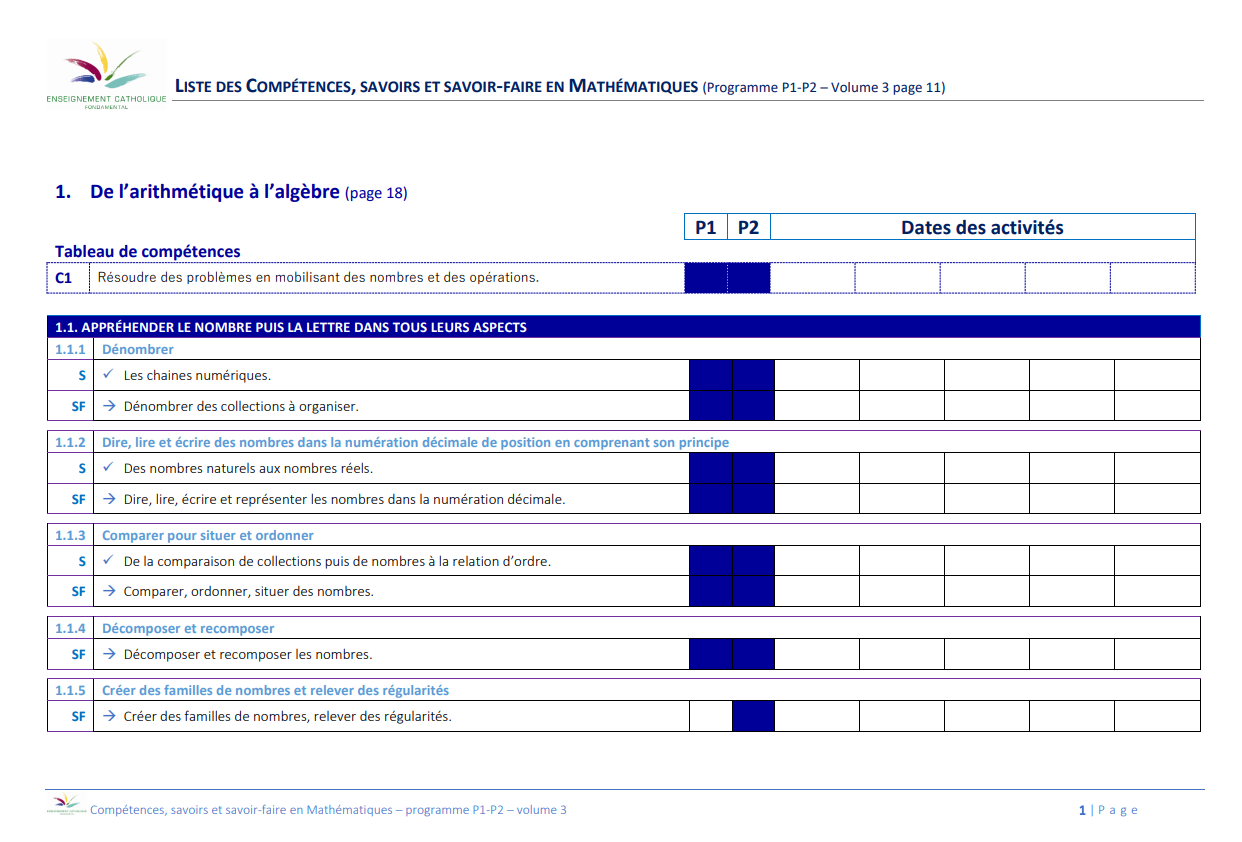 ENSEIGNEMENT CATHOLIQUE
FONDAMENTAL
LISTE DES COMPÉTENCES, SAVOIRS ET SAVOIR-FAIRE EN MATHÉMATIQUES (Programme P1-P2 – Volume 3 page 11)
1. De l’arithmétique à l’algèbre (page 18)
P1 P2 Dates des activités
Tableau de compétences
C1 Résoudre des problèmes en mobilisant des nombres et des opérations.
1.1. APPRÉHENDER LE NOMBRE PUIS LA LETTRE DANS TOUS LEURS ASPECTS
1.1.1 Dénombrer
S ✓ Les chaines numériques.
SF → Dénombrer des collections à organiser.
1.1.2 Dire, lire et écrire des nombres dans la numération décimale de position en comprenant son principe
S ✓ Des nombres naturels aux nombres réels.
SF → Dire, lire, écrire et représenter les nombres dans la numération décimale.
1.1.3 Comparer pour situer et ordonner
S ✓ De la comparaison de collections puis de nombres à la relation d’ordre.
SF → Comparer, ordonner, situer des nombres.
1.1.4 Décomposer et recomposer
SF → Décomposer et recomposer les nombres.
1.1.5 Créer des familles de nombres et relever des régularités
SF → Créer des familles de nombres, relever des régularités.
Compétences, savoirs et savoir-faire en Mathématiques – programme P1-P2 – volume 3
1 | P a g e